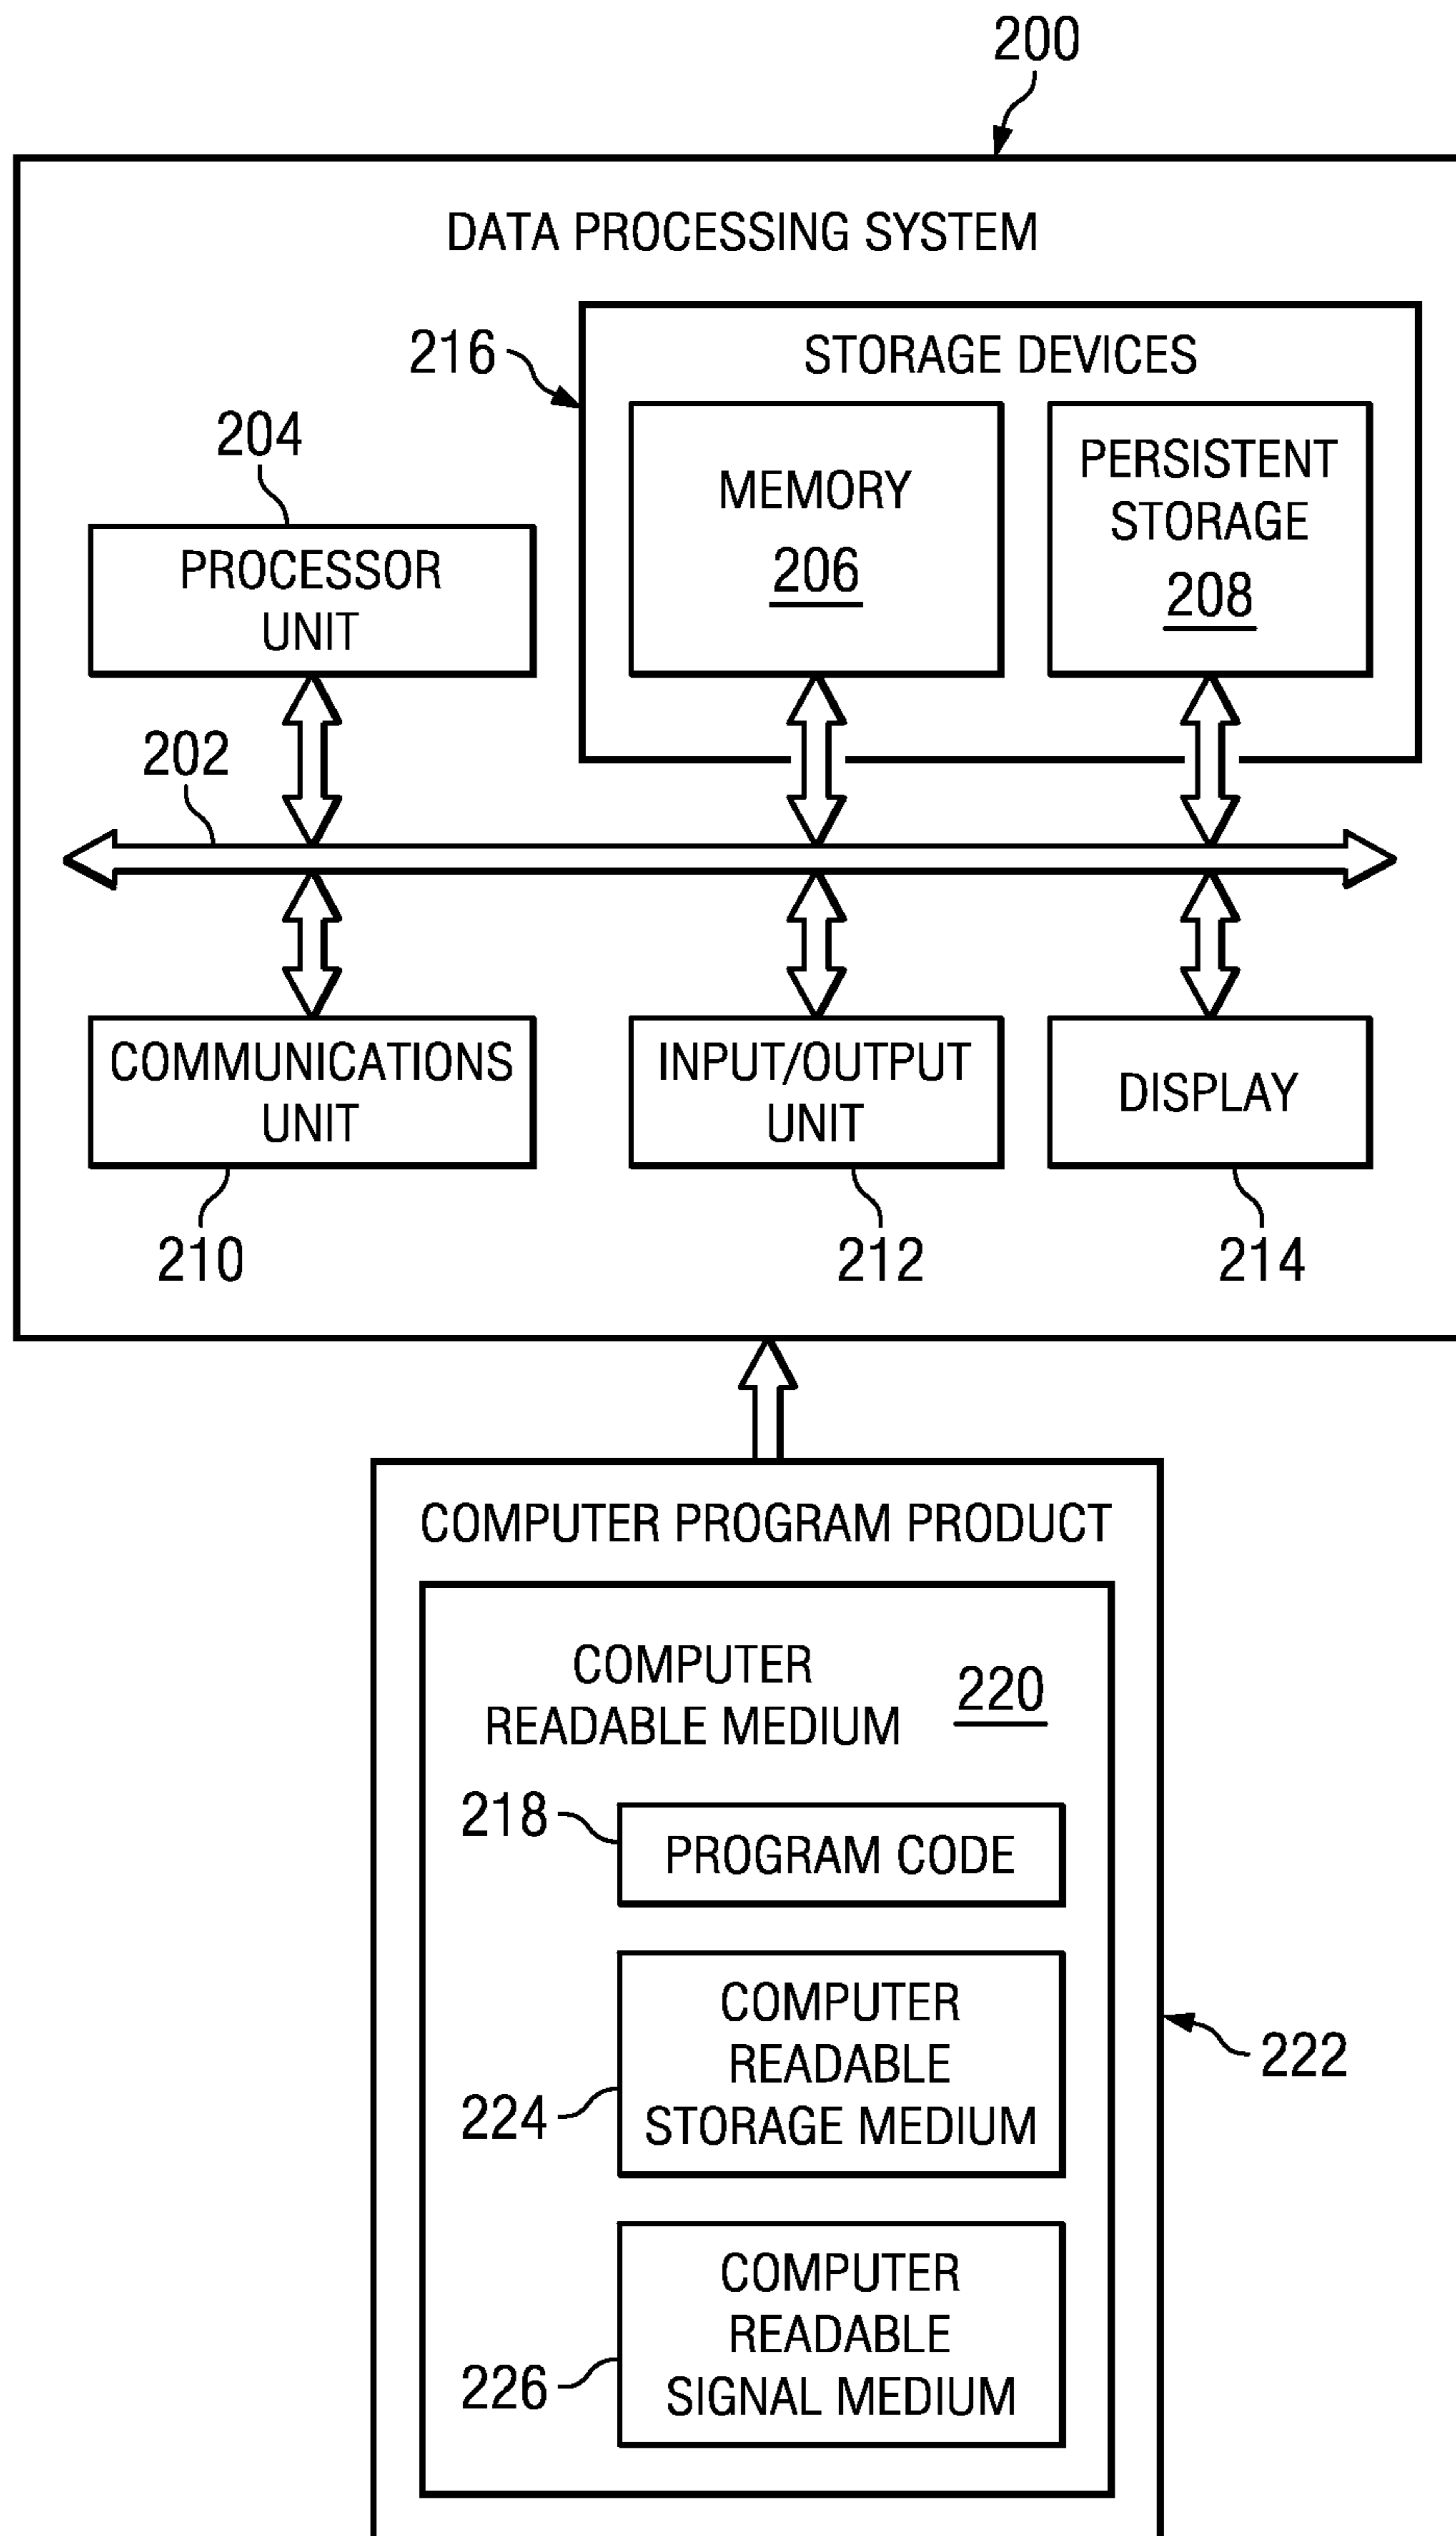 200
DATA PROCESSING SYSTEM
216
STORAGE DEVICES
204
MEMORY
206
PERSISTENT
STORAGE
208
PROCESSOR
UNIT
202
COMMUNICATIONS
UNIT
INPUT/OUTPUT
UNIT
DISPLAY
210
212
214
COMPUTER PROGRAM PRODUCT
COMPUTER
READABLE MEDIUM
220
218
PROGRAM CODE
COMPUTER
READABLE
STORAGE MEDIUM
224
222
COMPUTER
READABLE
SIGNAL MEDIUM
226